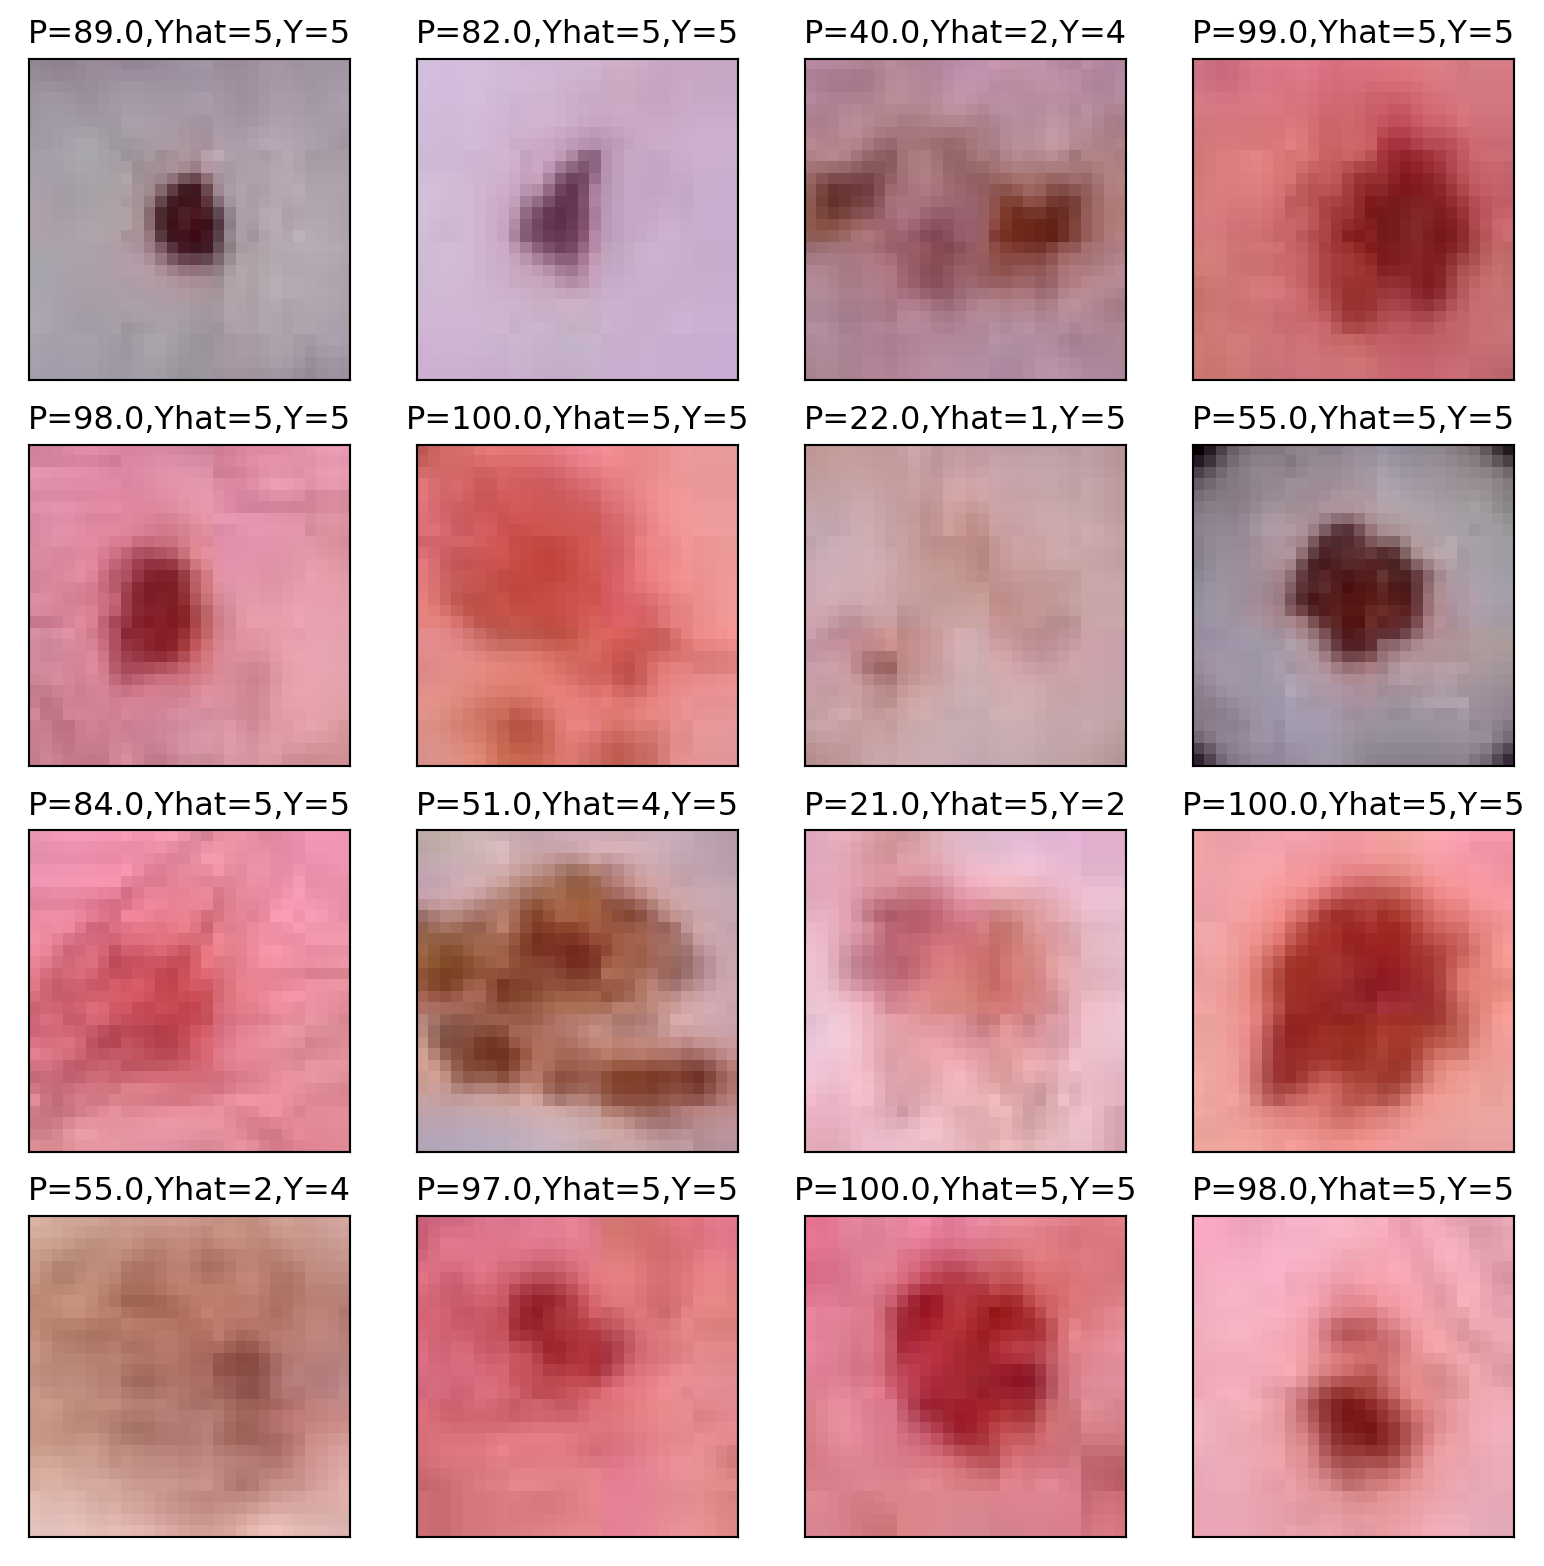 P=89.0,Yhat=5,Y=5
P=82.0,Yhat=5,Y=5
P=40.0,Yhat=2,Y=4
P=99.0,Yhat=5,Y=5
P=98.0,Yhat=5,Y=5
P=100.0,Yhat=5,Y=5
P=22.0,Yhat=1,Y=5
P=55.0,Yhat=5,Y=5
P=84.0,Yhat=5,Y=5
P=51.0,Yhat=4,Y=5
P=21.0,Yhat=5,Y=2
P=100.0,Yhat=5,Y=5
P=55.0,Yhat=2,Y=4
P=97.0,Yhat=5,Y=5
P=100.0,Yhat=5,Y=5
P=98.0,Yhat=5,Y=5